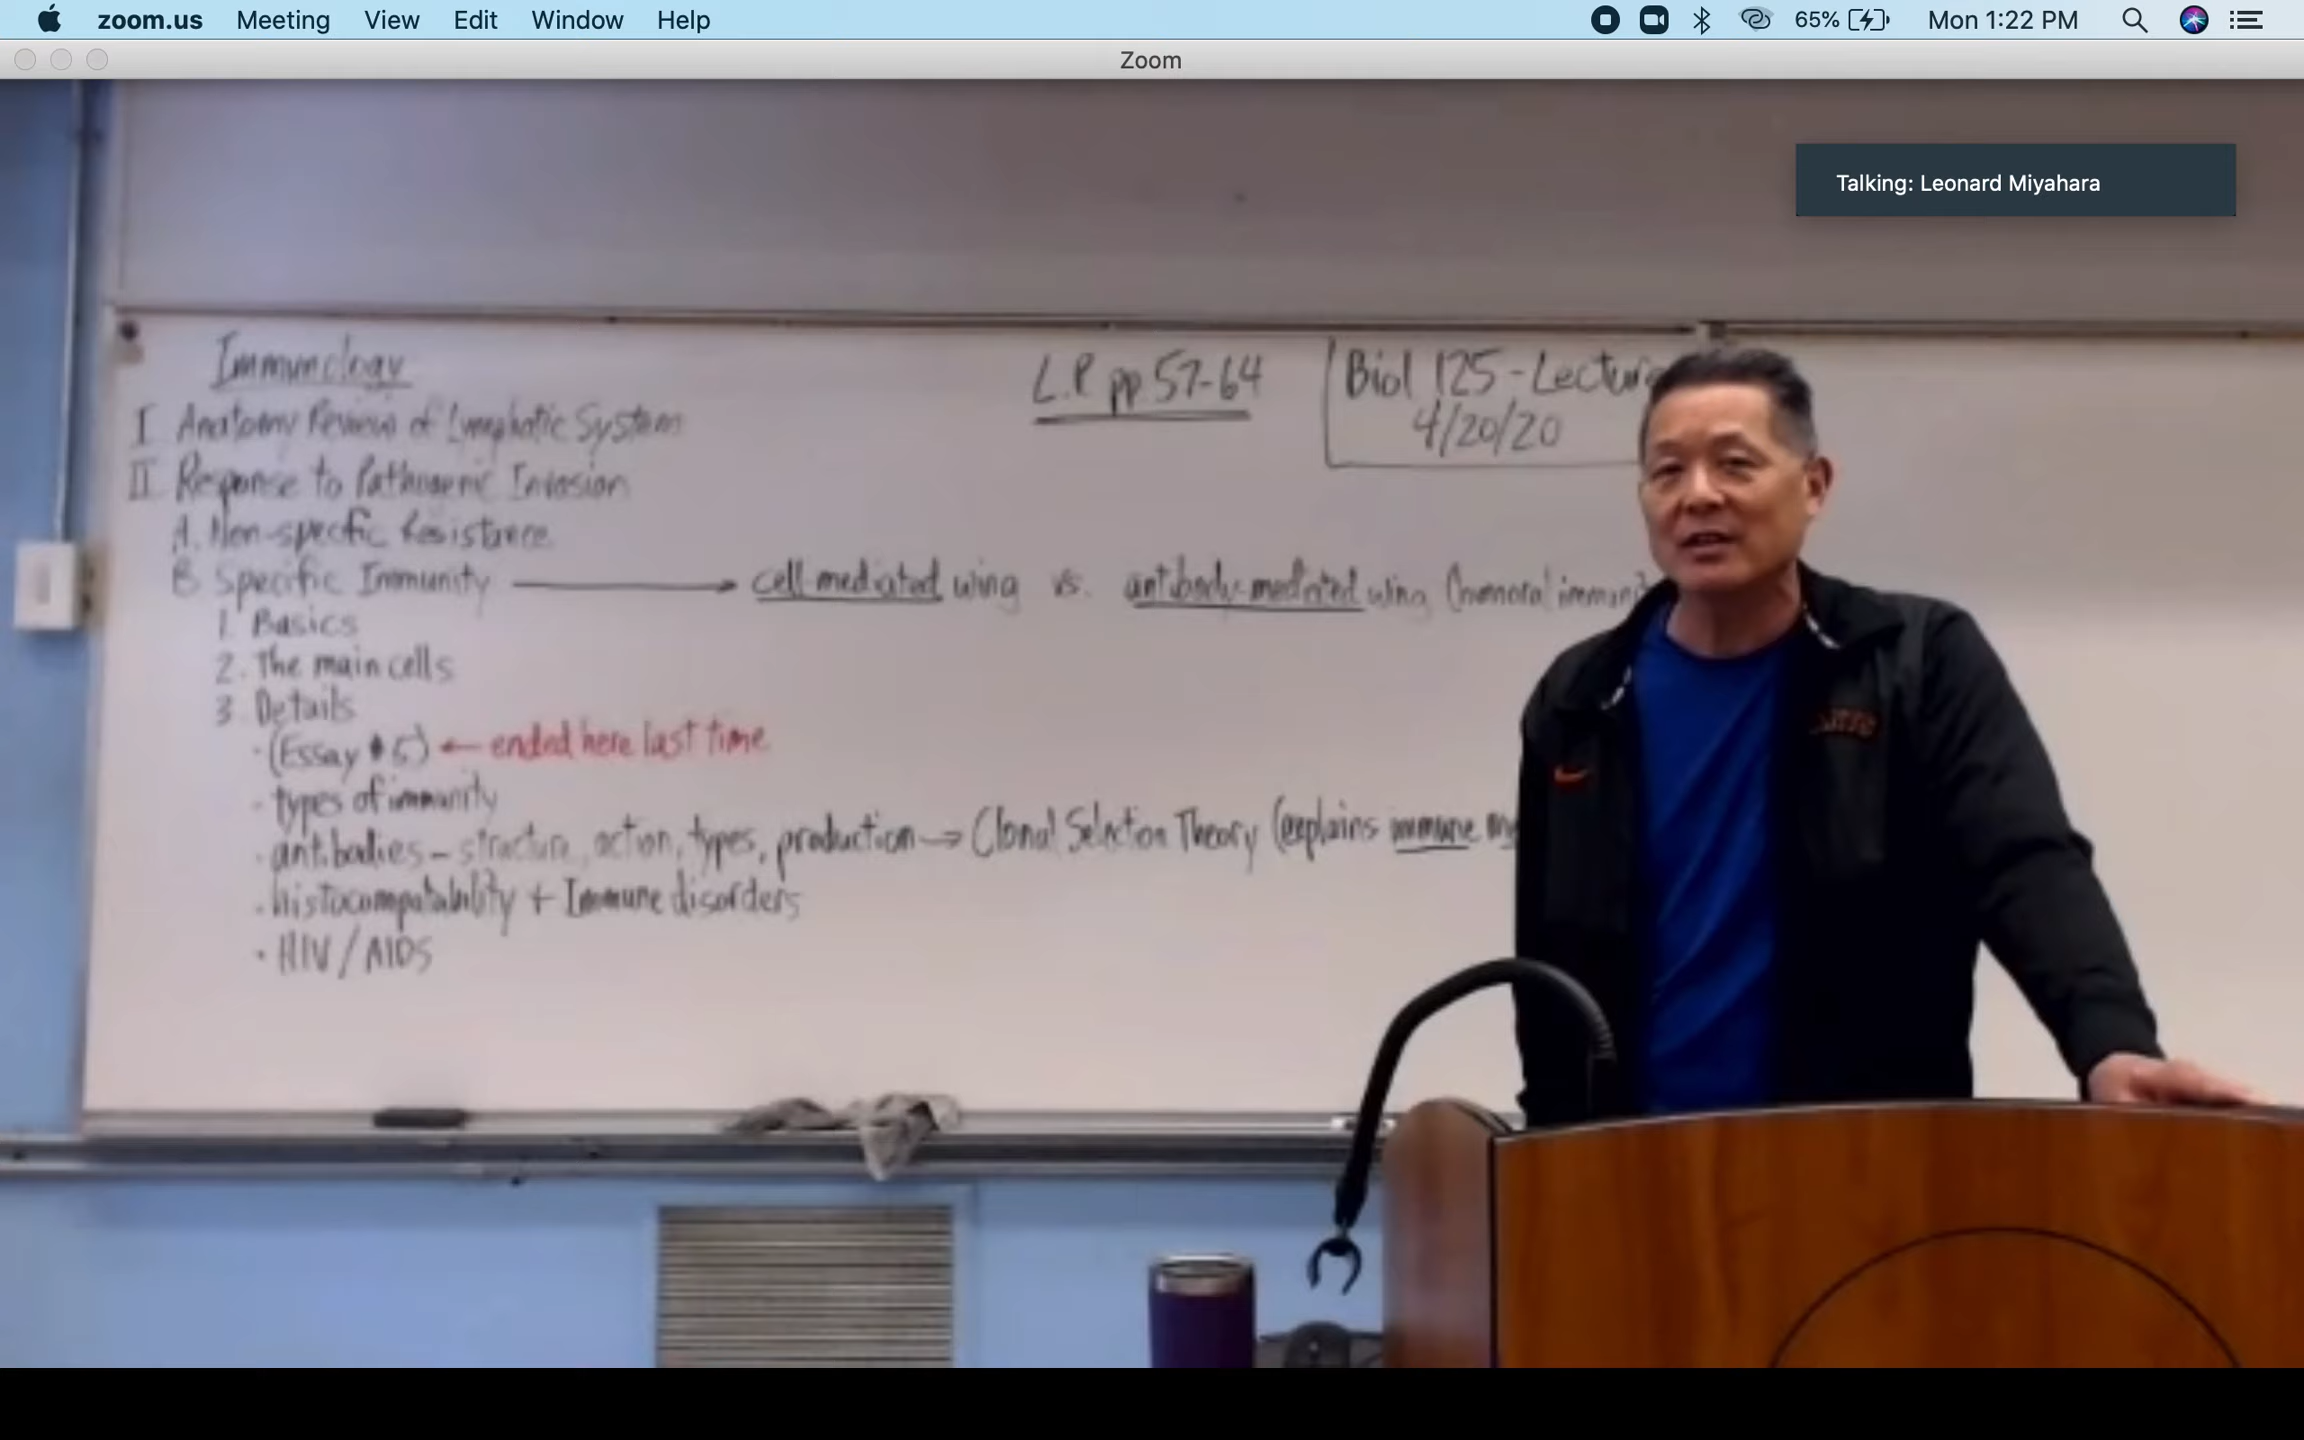 zoom.us Meeting View Edit Window Help 65% Mon 1:22 PM
Zoom
Talking: Leonard Miyahara
Immunology
L.P. pp 57-64
Biol 125 - Lecture
4/20/20
I Anatomy Review of Lymphatic System
II Response to Pathogenic Invasion
A. Non-specific Resistance
B. Specific Immunity → cell-mediated wing vs. antibody-mediated wing (humoral immuni
1. Basics
2. The main cells
3. Details
· (Essay #5) ← ended here last time
· types of immunity
· antibodies - structure, action, types, production → Clonal Selection Theory (explains immune
· histocompatability + Immune disorders
· HIV/AIDS